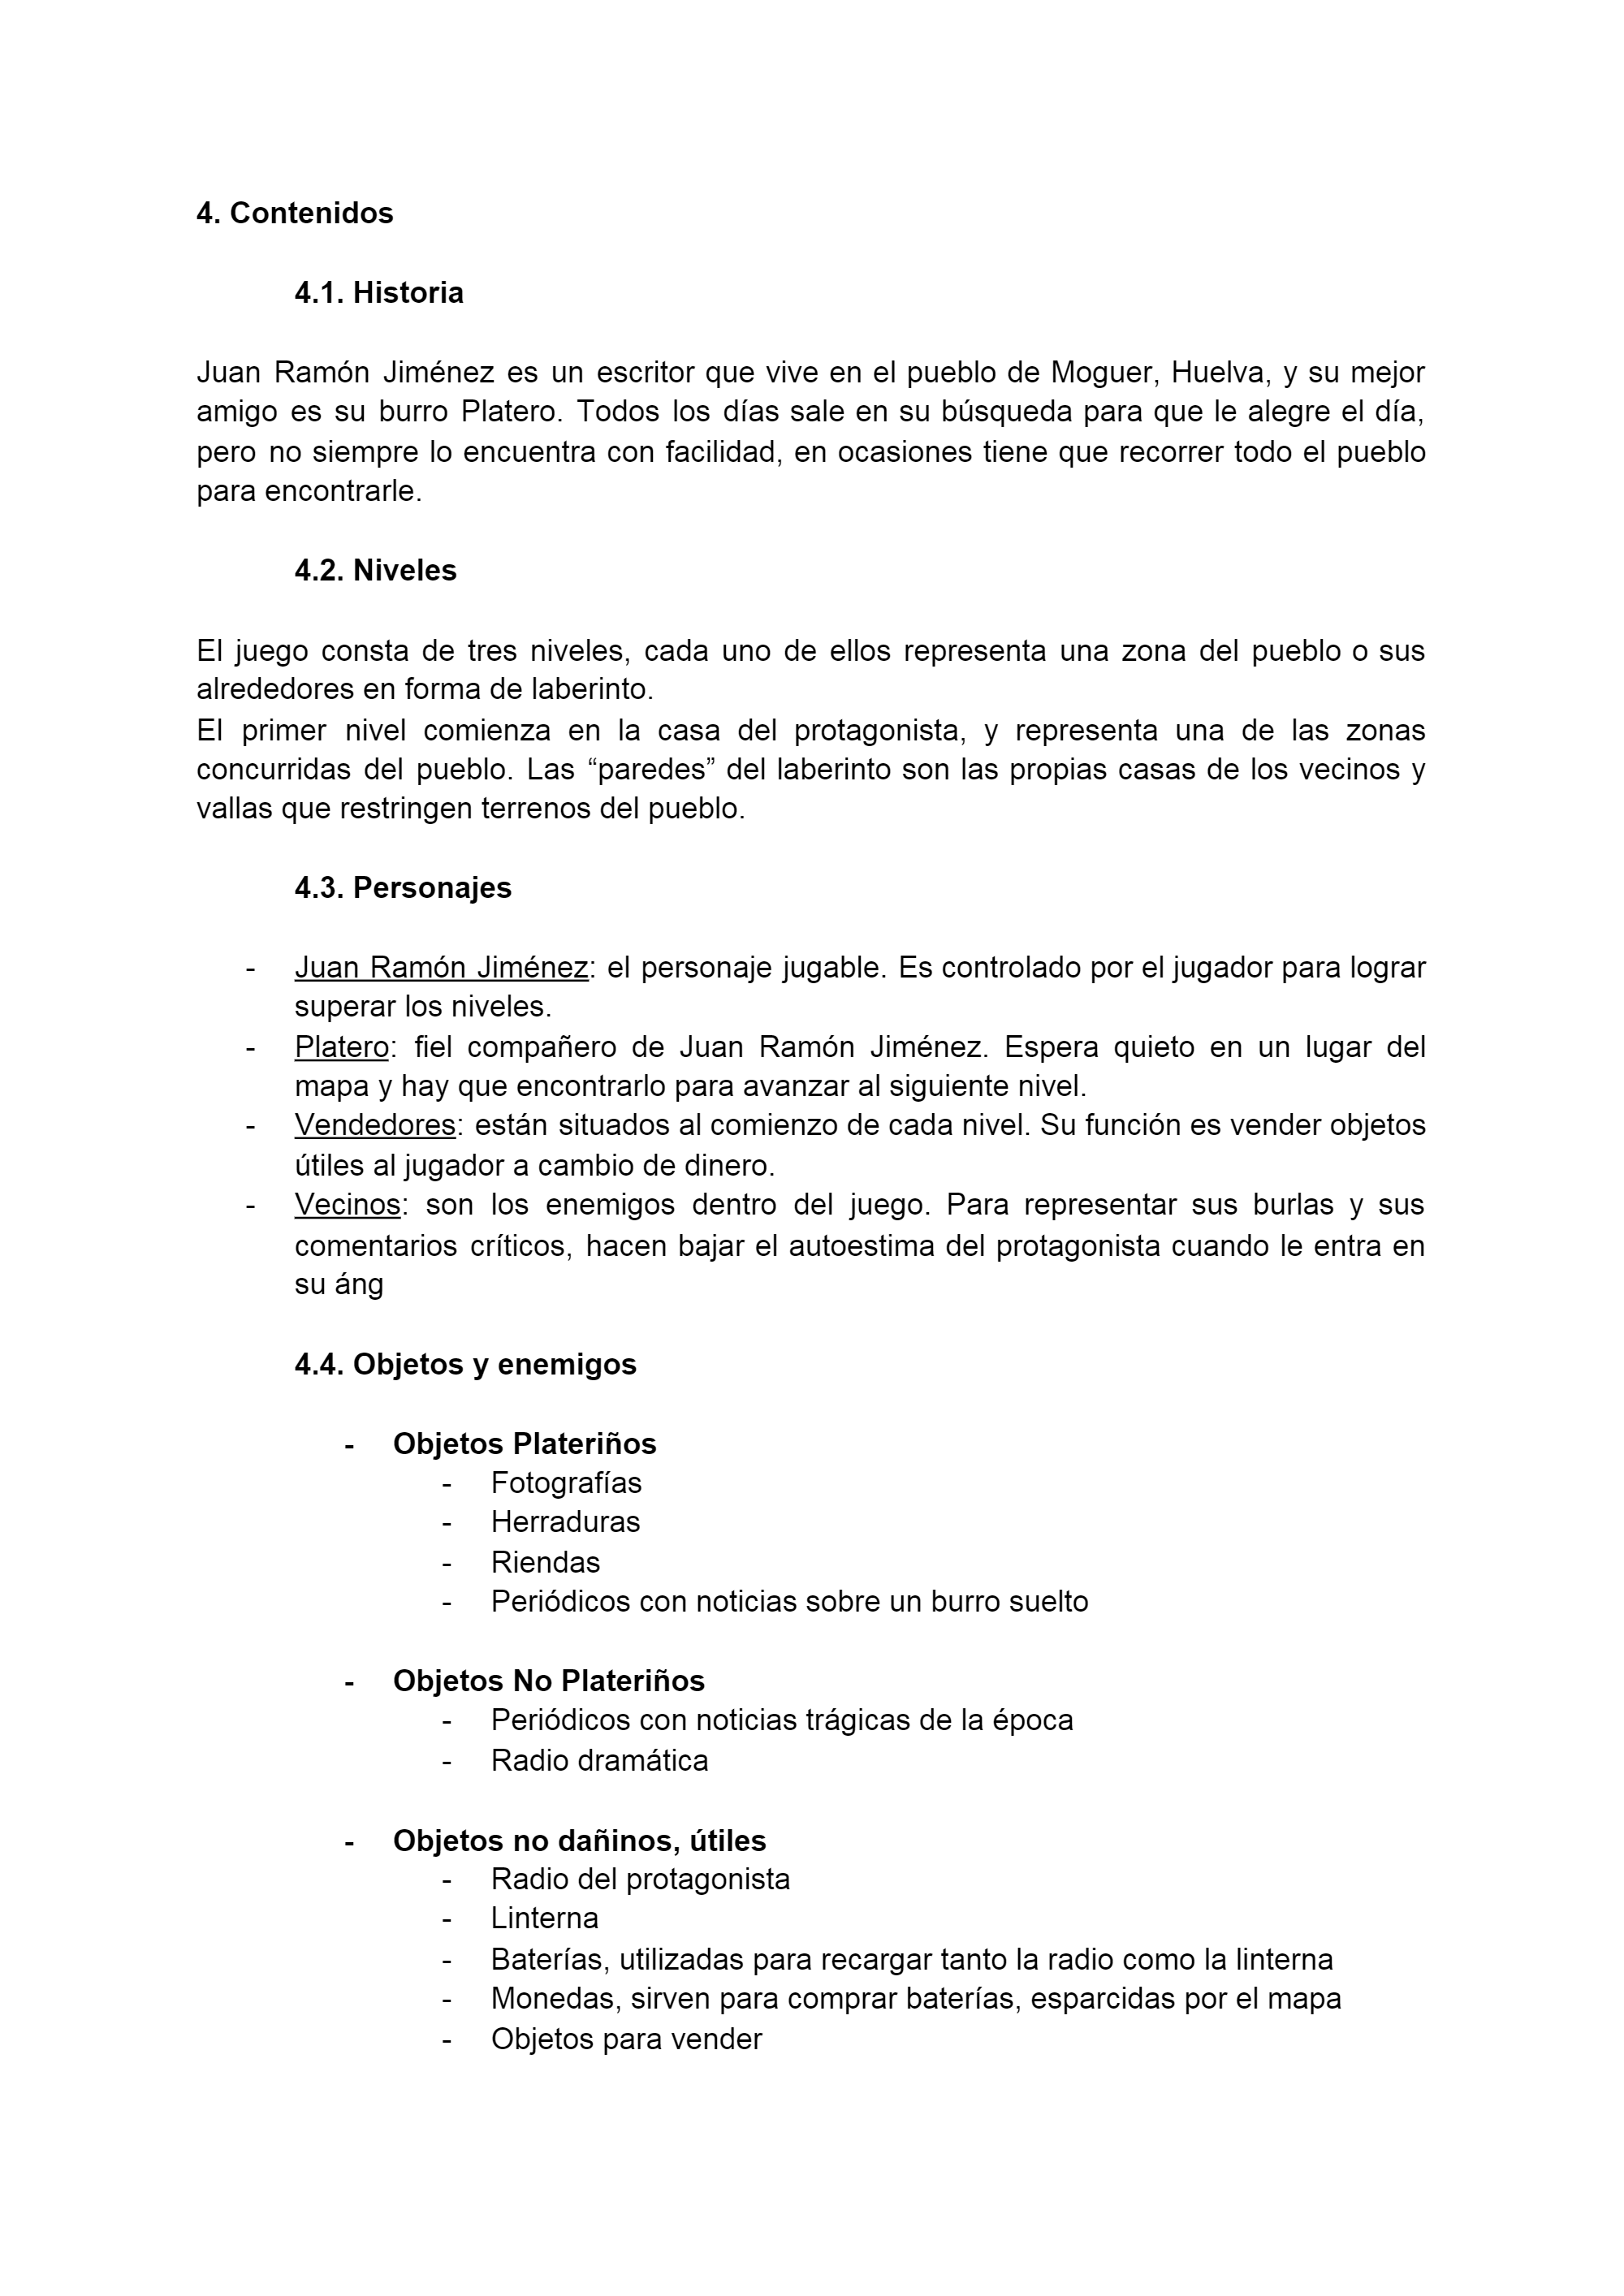 4. Contenidos
4.1. Historia
Juan Ramón Jiménez es un escritor que vive en el pueblo de Moguer, Huelva, y su mejor
amigo es su burro Platero. Todos los días sale en su búsqueda para que le alegre el día,
pero no siempre lo encuentra con facilidad, en ocasiones tiene que recorrer todo el pueblo
para encontrarle.
4.2. Niveles
El juego consta de tres niveles, cada uno de ellos representa una zona del pueblo o sus
alrededores en forma de laberinto.
El primer nivel comienza en la casa del protagonista, y representa una de las zonas
concurridas del pueblo. Las “paredes” del laberinto son las propias casas de los vecinos y
vallas que restringen terrenos del pueblo.
4.3. Personajes
- Juan Ramón Jiménez: el personaje jugable. Es controlado por el jugador para lograr
superar los niveles.
- Platero: fiel compañero de Juan Ramón Jiménez. Espera quieto en un lugar del
mapa y hay que encontrarlo para avanzar al siguiente nivel.
- Vendedores: están situados al comienzo de cada nivel. Su función es vender objetos
útiles al jugador a cambio de dinero.
- Vecinos: son los enemigos dentro del juego. Para representar sus burlas y sus
comentarios críticos, hacen bajar el autoestima del protagonista cuando le entra en
su áng
4.4. Objetos y enemigos
- Objetos Plateriños
- Fotografías
- Herraduras
- Riendas
- Periódicos con noticias sobre un burro suelto
- Objetos No Plateriños
- Periódicos con noticias trágicas de la época
- Radio dramática
- Objetos no dañinos, útiles
- Radio del protagonista
- Linterna
- Baterías, utilizadas para recargar tanto la radio como la linterna
- Monedas, sirven para comprar baterías, esparcidas por el mapa
- Objetos para vender